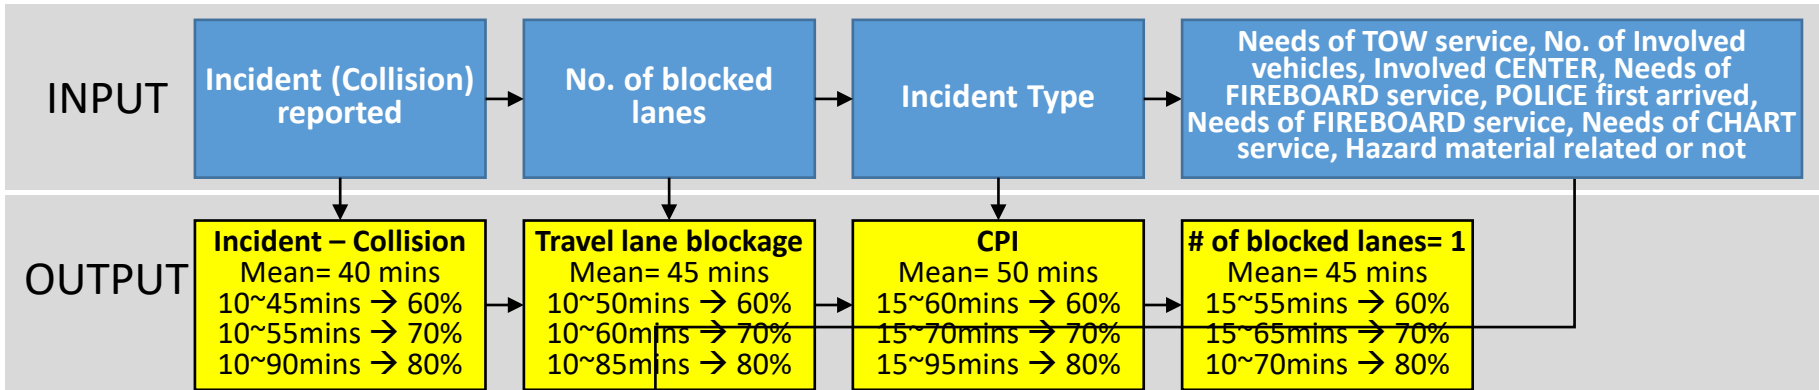 INPUT
Incident (Collision)
reported
No. of blocked
lanes
Incident Type
Needs of TOW service, No. of Involved
vehicles, Involved CENTER, Needs of
FIREBOARD service, POLICE first arrived,
Needs of FIREBOARD service, Needs of CHART
service, Hazard material related or not
OUTPUT
Incident – Collision
Mean= 40 mins
10~45mins → 60%
10~55mins → 70%
10~90mins → 80%
Travel lane blockage
Mean= 45 mins
10~50mins → 60%
10~60mins → 70%
10~85mins → 80%
CPI
Mean= 50 mins
15~60mins → 60%
15~70mins → 70%
15~95mins → 80%
# of blocked lanes= 1
Mean= 45 mins
15~55mins → 60%
15~65mins → 70%
10~70mins → 80%